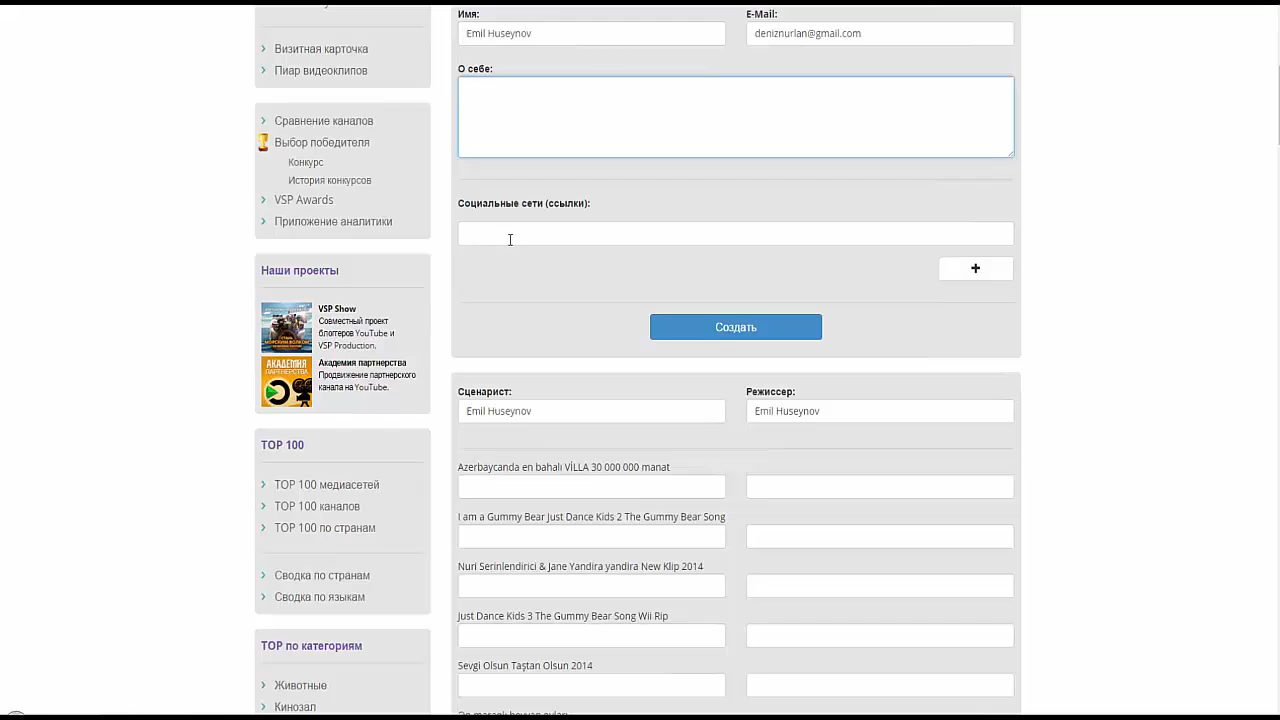 Визитная карточка
Пиар видеоклипов
Сравнение каналов
Выбор победителя
Конкурс
История конкурсов
VSP Awards
Приложение аналитики
Наши проекты
VSP Show
Совместный проект
блоггеров YouTube и
VSP Production.
АКАДЕМИЯ
ПАРТНЕРСТВА
Академия партнерства
Продвижение партнерского
канала на YouTube.
TOP 100
TOP 100 медиасетей
TOP 100 каналов
TOP 100 по странам
Сводка по странам
Сводка по языкам
TOP по категориям
Животные
Кинозал
Имя:
E-Mail:
Emil Huseynov
deniznurlan@gmail.com
О себе:
Социальные сети (ссылки):
+
Создать
Сценарист:
Режиссер:
Emil Huseynov
Emil Huseynov
Azerbaycanda en bahalı VİLLA 30 000 000 manat
I am a Gummy Bear Just Dance Kids 2 The Gummy Bear Song
Nuri Serinlendirici & Jane Yandira yandira New Klip 2014
Just Dance Kids 3 The Gummy Bear Song Wii Rip
Sevgi Olsun Taştan Olsun 2014